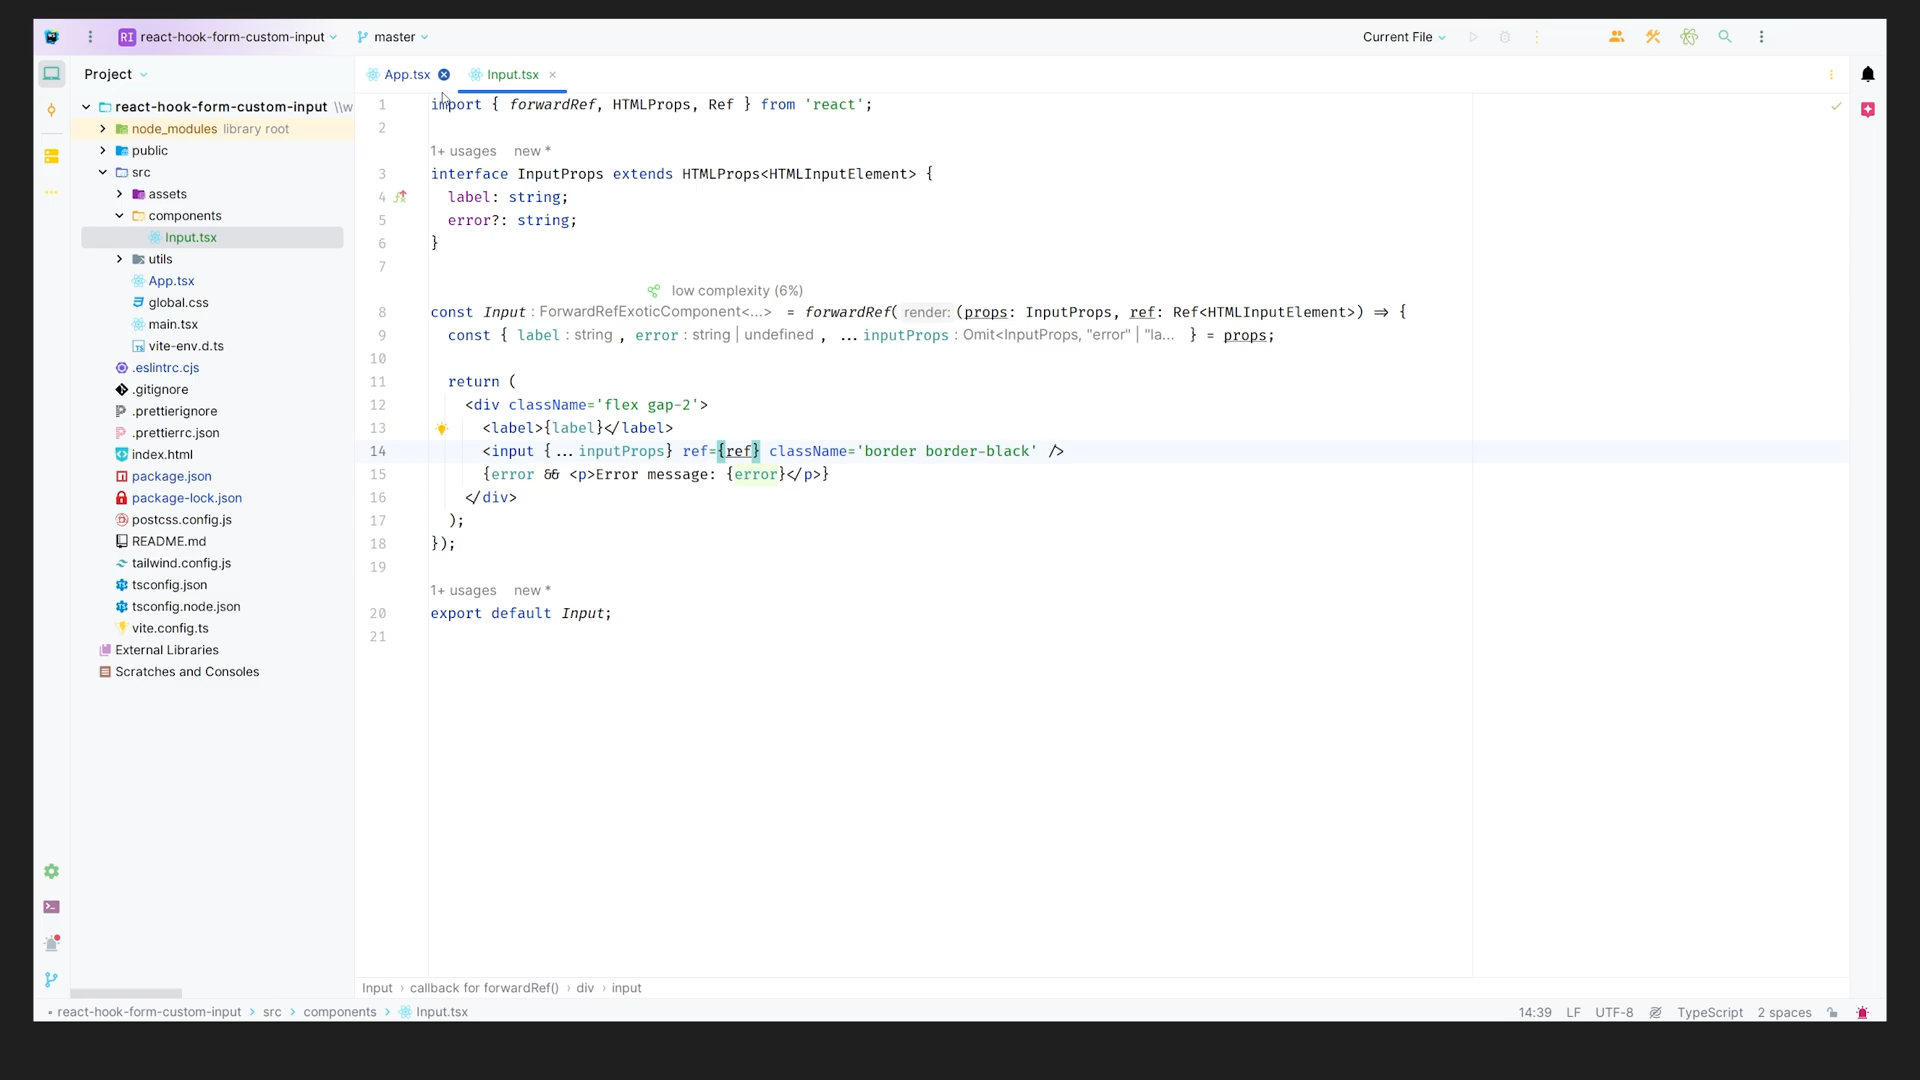 RI react-hook-form-custom-input master Current File
Project
App.tsx Input.tsx
react-hook-form-custom-input \\w
node_modules library root
public
src
assets
components
Input.tsx
utils
App.tsx
global.css
main.tsx
vite-env.d.ts
.eslintrc.cjs
.gitignore
.prettierignore
.prettierrc.json
index.html
package.json
package-lock.json
postcss.config.js
README.md
tailwind.config.js
tsconfig.json
tsconfig.node.json
vite.config.ts
External Libraries
Scratches and Consoles
1 import { forwardRef, HTMLProps, Ref } from 'react';
2
1+ usages new *
3 interface InputProps extends HTMLProps<HTMLInputElement> {
4 label: string;
5 error?: string;
6 }
7
low complexity (6%)
8 const Input : ForwardRefExoticComponent<...> = forwardRef( render: (props: InputProps, ref: Ref<HTMLInputElement>) => {
9 const { label : string , error : string | undefined , ...inputProps : Omit<InputProps, "error" | "la... } = props;
10
11 return (
12 <div className='flex gap-2'>
13 <label>{label}</label>
14 <input {...inputProps} ref={ref} className='border border-black' />
15 {error && <p>Error message: {error}</p>}
16 </div>
17 );
18 });
19
1+ usages new *
20 export default Input;
21
Input › callback for forwardRef() › div › input
react-hook-form-custom-input > src > components > Input.tsx 14:39 LF UTF-8 TypeScript 2 spaces